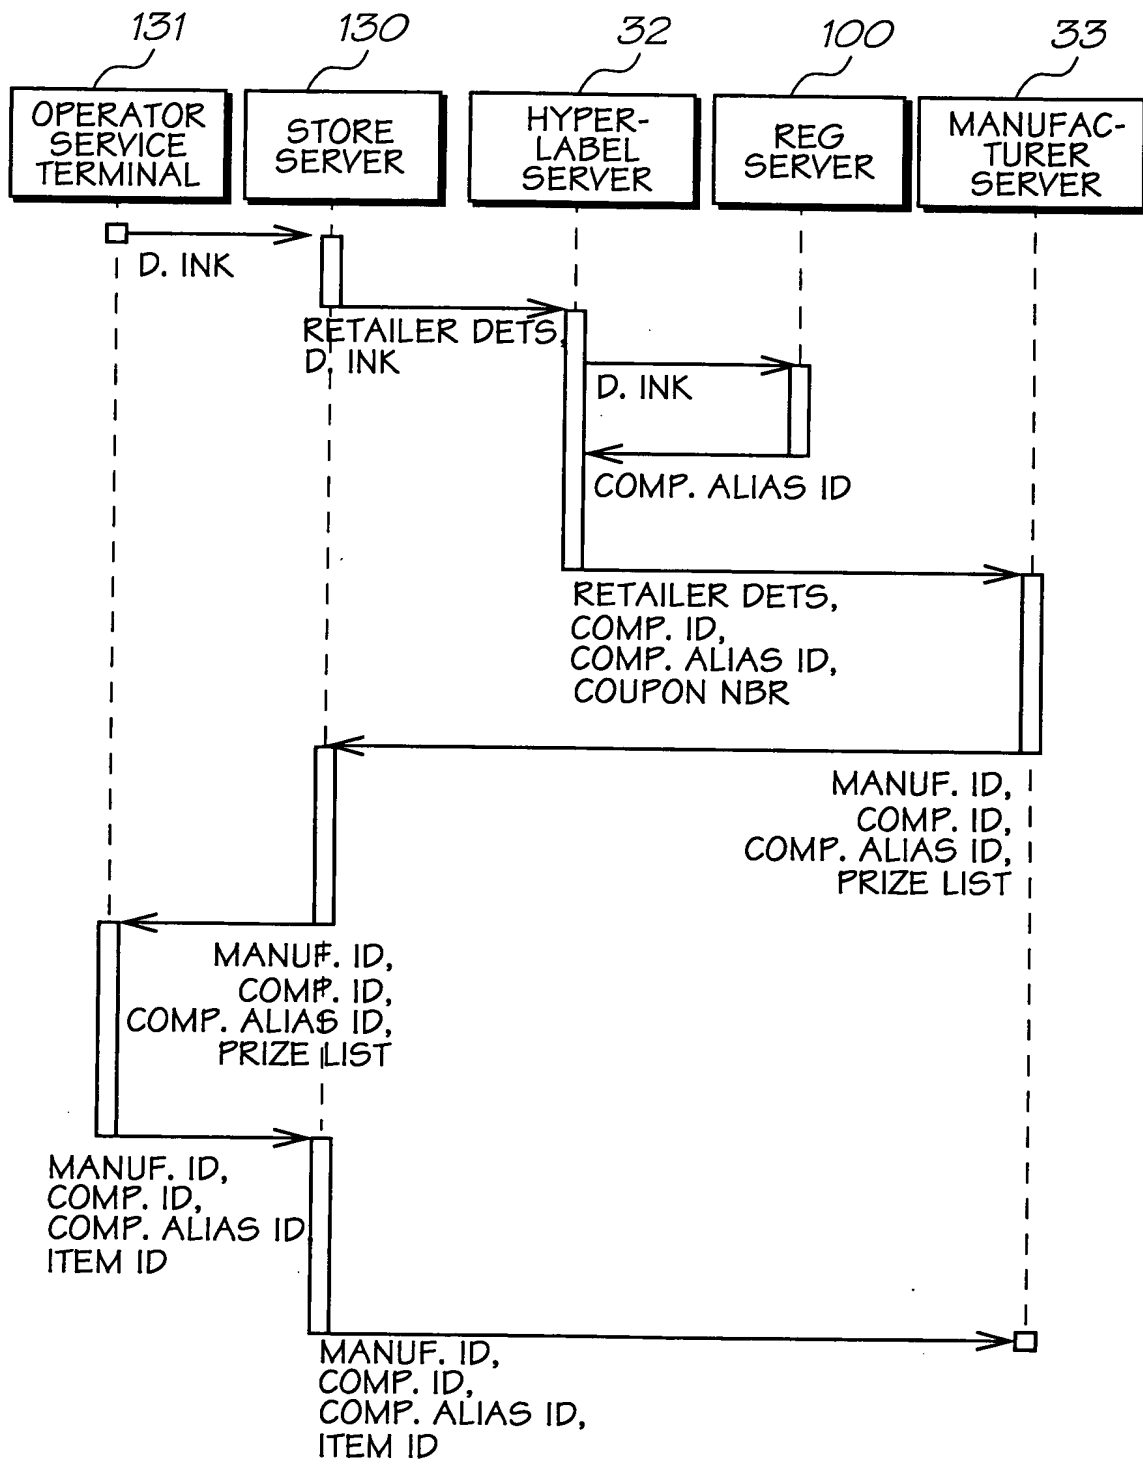 131
130
32
100
33
OPERATOR
SERVICE
TERMINAL
STORE
SERVER
HYPER-
LABEL
SERVER
REG
SERVER
MANUFAC-
TURER
SERVER
D. INK
RETAILER DETS,
D. INK
D. INK
COMP. ALIAS ID
RETAILER DETS,
COMP. ID,
COMP. ALIAS ID,
COUPON NBR
MANUF. ID,
COMP. ID,
COMP. ALIAS ID,
PRIZE LIST
MANUF. ID,
COMP. ID,
COMP. ALIAS ID,
PRIZE LIST
MANUF. ID,
COMP. ID,
COMP. ALIAS ID
ITEM ID
MANUF. ID,
COMP. ID,
COMP. ALIAS ID,
ITEM ID